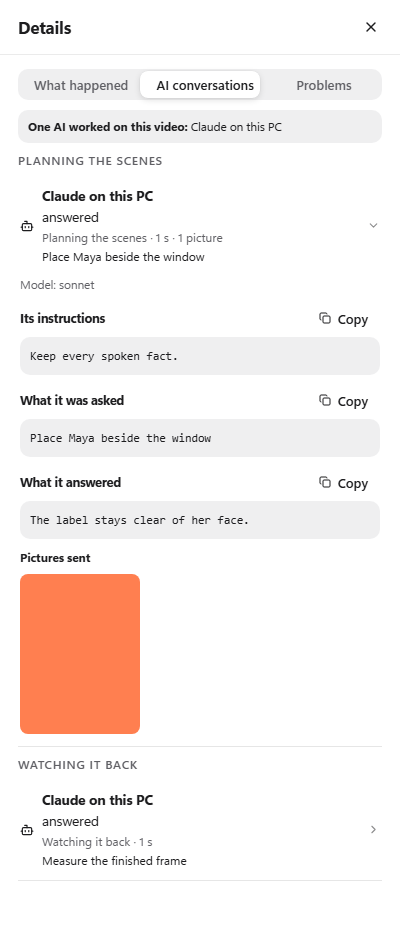 Details
What happened
AI conversations
Problems
One AI worked on this video: Claude on this PC
PLANNING THE SCENES
Claude on this PC
answered
Planning the scenes · 1 s · 1 picture
Place Maya beside the window
Model: sonnet
Its instructions
Copy
Keep every spoken fact.
What it was asked
Copy
Place Maya beside the window
What it answered
Copy
The label stays clear of her face.
Pictures sent
WATCHING IT BACK
Claude on this PC
answered
Watching it back · 1 s
Measure the finished frame